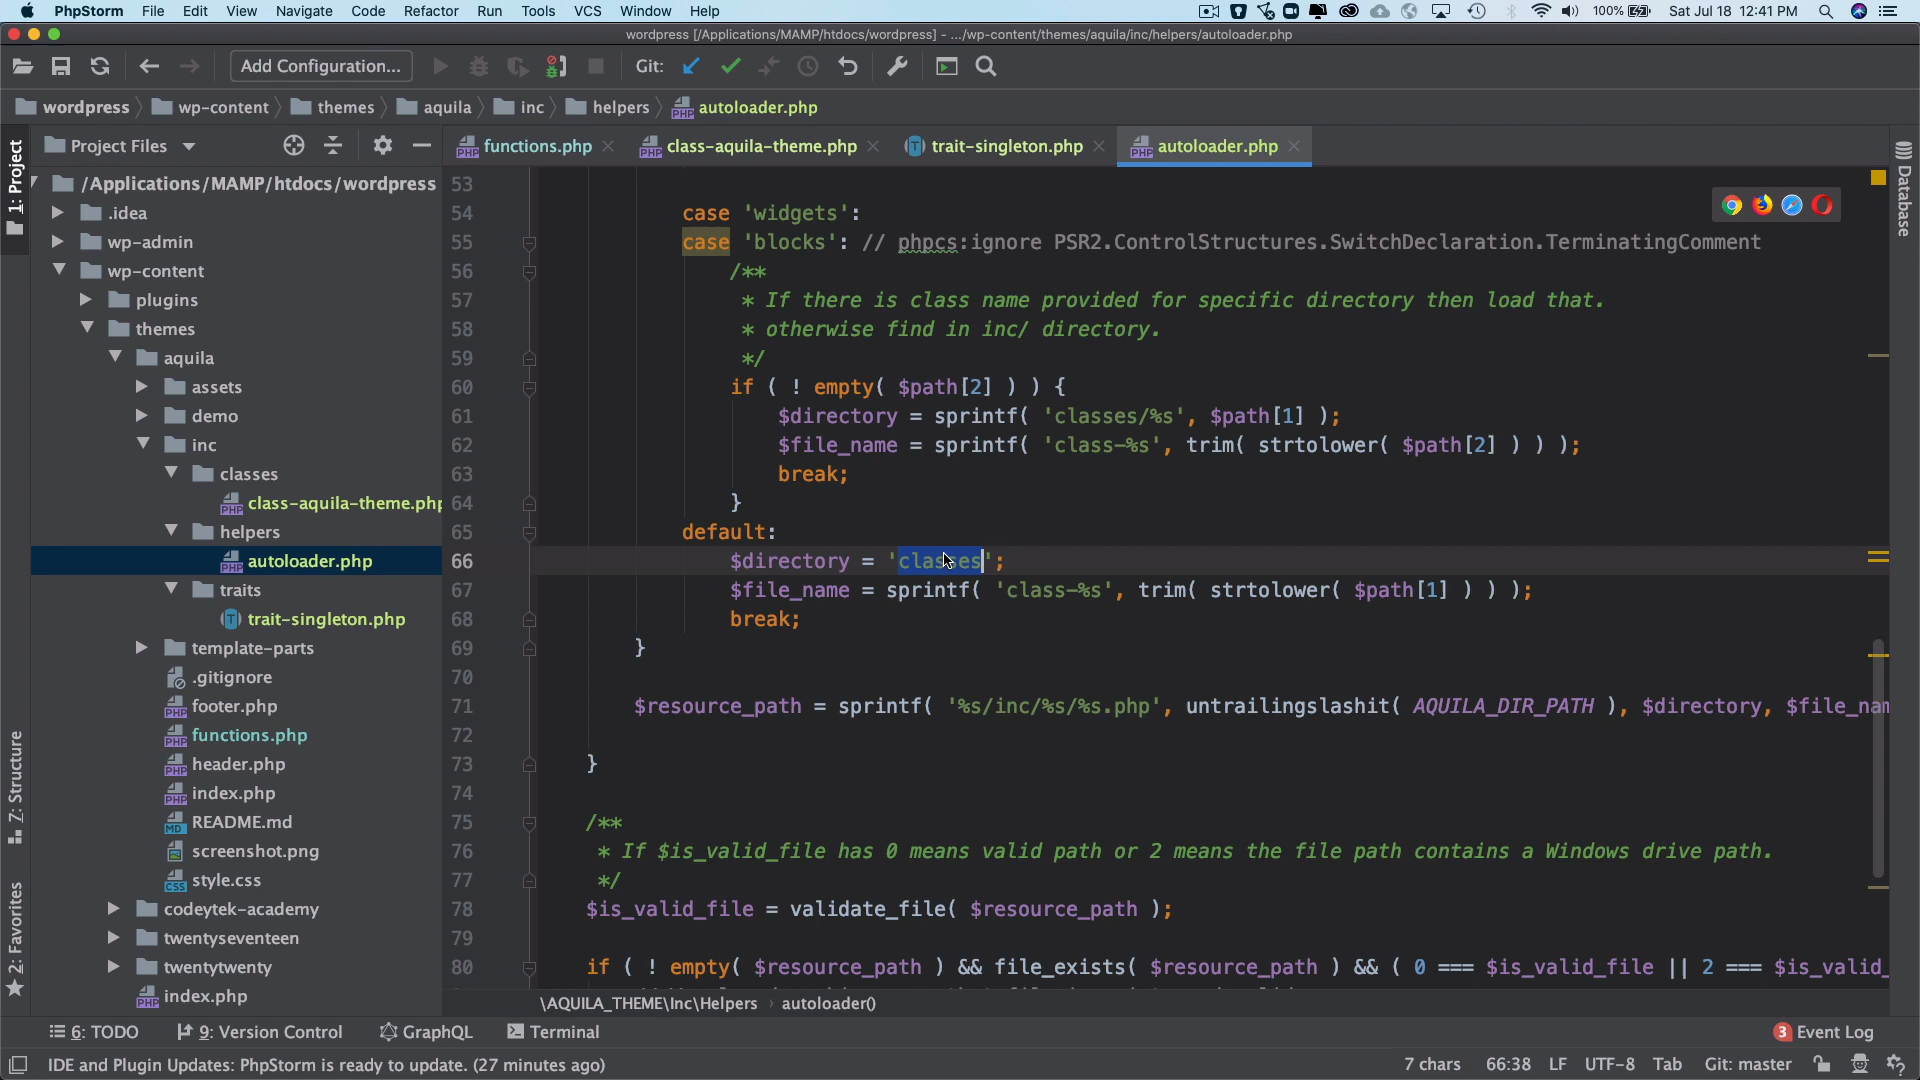 PhpStorm File Edit View Navigate Code Refactor Run Tools VCS Window Help 100% Sat Jul 18 12:41 PM
wordpress [/Applications/MAMP/htdocs/wordpress] - .../wp-content/themes/aquila/inc/helpers/autoloader.php
Add Configuration... Git:
wordpress wp-content themes aquila inc helpers autoloader.php
Project Files functions.php class-aquila-theme.php trait-singleton.php autoloader.php
1: Project
Database
/Applications/MAMP/htdocs/wordpress
.idea
wp-admin
wp-content
plugins
themes
aquila
assets
demo
inc
classes
class-aquila-theme.php
helpers
autoloader.php
traits
trait-singleton.php
template-parts
.gitignore
footer.php
functions.php
header.php
index.php
README.md
screenshot.png
style.css
codeytek-academy
twentyseventeen
twentytwenty
index.php
7: Structure
2: Favorites
53
54 case 'widgets':
55 case 'blocks': // phpcs:ignore PSR2.ControlStructures.SwitchDeclaration.TerminatingComment
56 /**
57 * If there is class name provided for specific directory then load that.
58 * otherwise find in inc/ directory.
59 */
60 if ( ! empty( $path[2] ) ) {
61 $directory = sprintf( 'classes/%s', $path[1] );
62 $file_name = sprintf( 'class-%s', trim( strtolower( $path[2] ) ) );
63 break;
64 }
65 default:
66 $directory = 'classes';
67 $file_name = sprintf( 'class-%s', trim( strtolower( $path[1] ) ) );
68 break;
69 }
70
71 $resource_path = sprintf( '%s/inc/%s/%s.php', untrailingslashit( AQUILA_DIR_PATH ), $directory, $file_nam
72
73 }
74
75 /**
76 * If $is_valid_file has 0 means valid path or 2 means the file path contains a Windows drive path.
77 */
78 $is_valid_file = validate_file( $resource_path );
79
80 if ( ! empty( $resource_path ) && file_exists( $resource_path ) && ( 0 === $is_valid_file || 2 === $is_valid_
\AQUILA_THEME\Inc\Helpers autoloader()
6: TODO 9: Version Control GraphQL Terminal 3 Event Log
IDE and Plugin Updates: PhpStorm is ready to update. (27 minutes ago) 7 chars 66:38 LF UTF-8 Tab Git: master